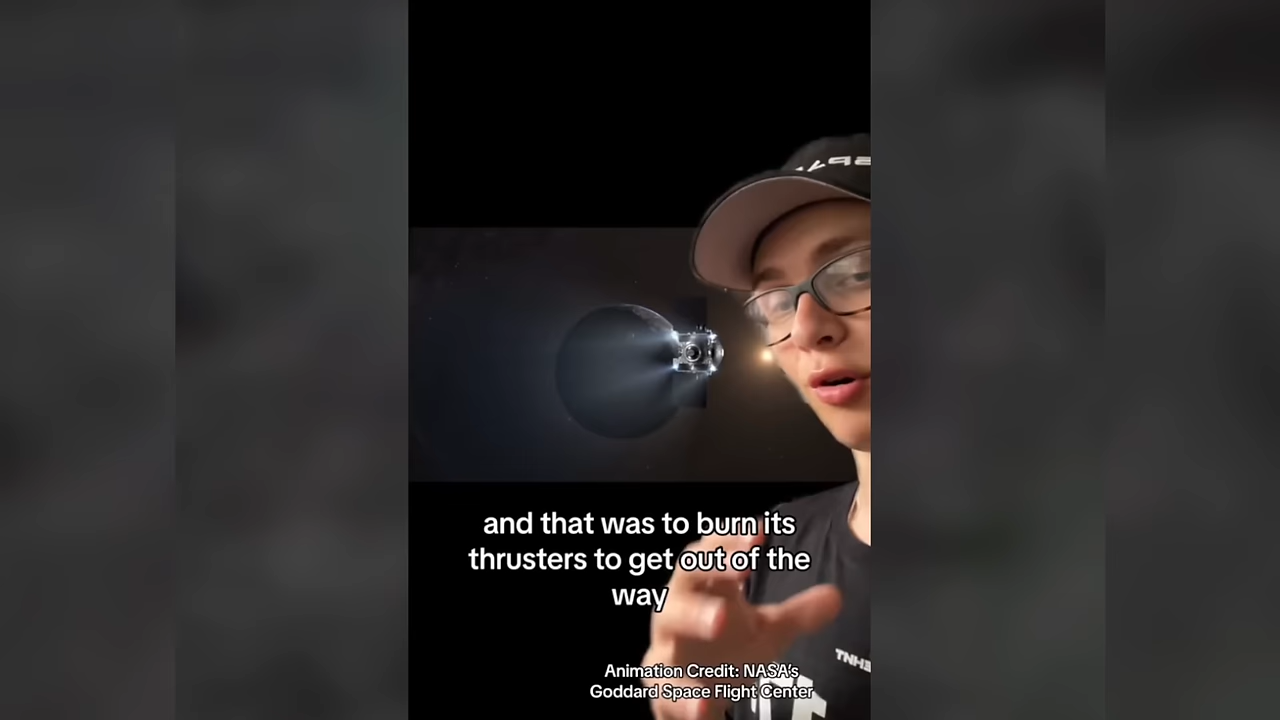 and that was to burn its
thrusters to get out of the
way
Animation Credit: NASA's
Goddard Space Flight Center